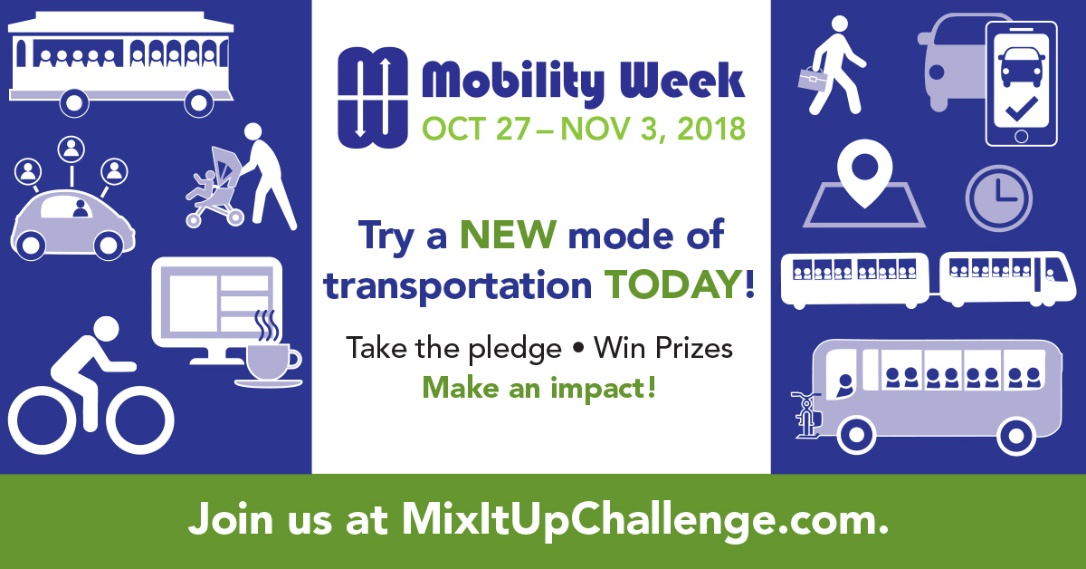 Mobility Week
OCT 27 – NOV 3, 2018
Try a NEW mode of
transportation TODAY!
Take the pledge • Win Prizes
Make an impact!
Join us at MixItUpChallenge.com.